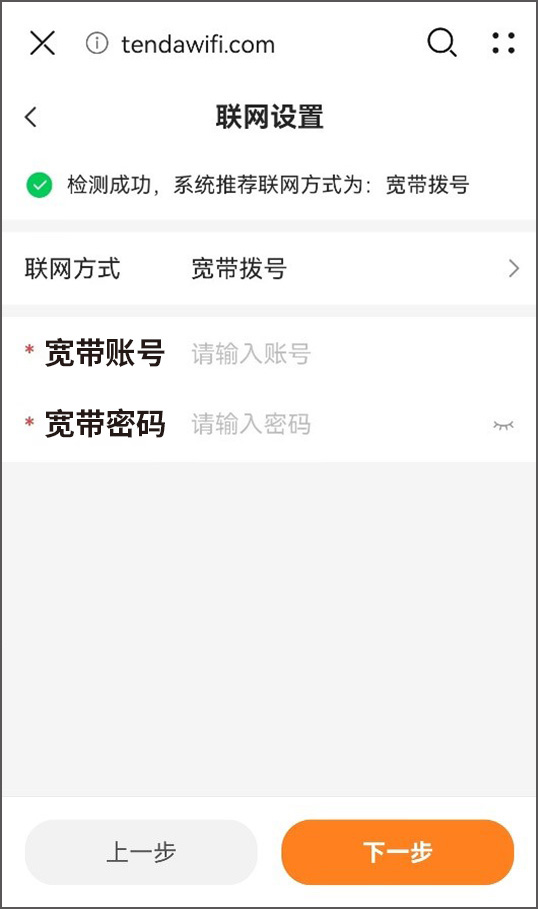 tendawifi.com
联网设置
检测成功，系统推荐联网方式为：宽带拨号
联网方式 宽带拨号
* 宽带账号 请输入账号
* 宽带密码 请输入密码
上一步 下一步